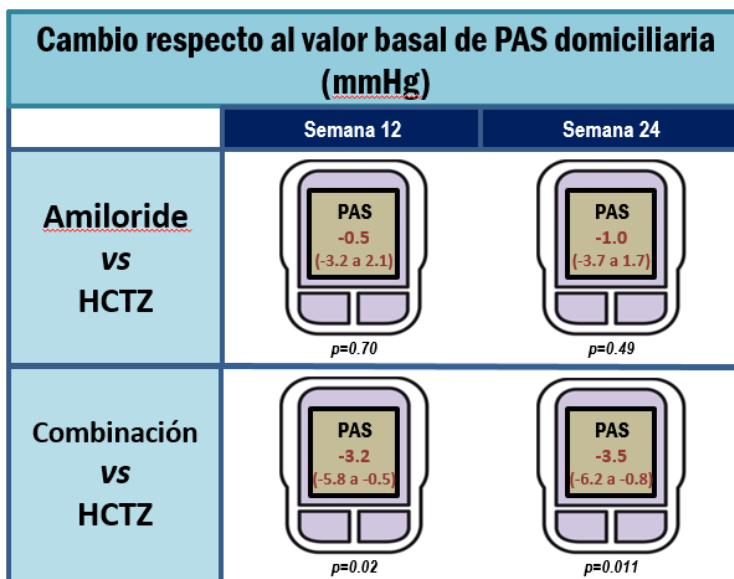 Cambio respecto al valor basal de PAS domiciliaria
(mmHg)
Semana 12
Semana 24
Amiloride
vs
HCTZ
PAS
-0.5
(-3.2 a 2.1)
p=0.70
PAS
-1.0
(-3.7 a 1.7)
p=0.49
Combinación
vs
HCTZ
PAS
-3.2
(-5.8 a -0.5)
p=0.02
PAS
-3.5
(-6.2 a -0.8)
p=0.011